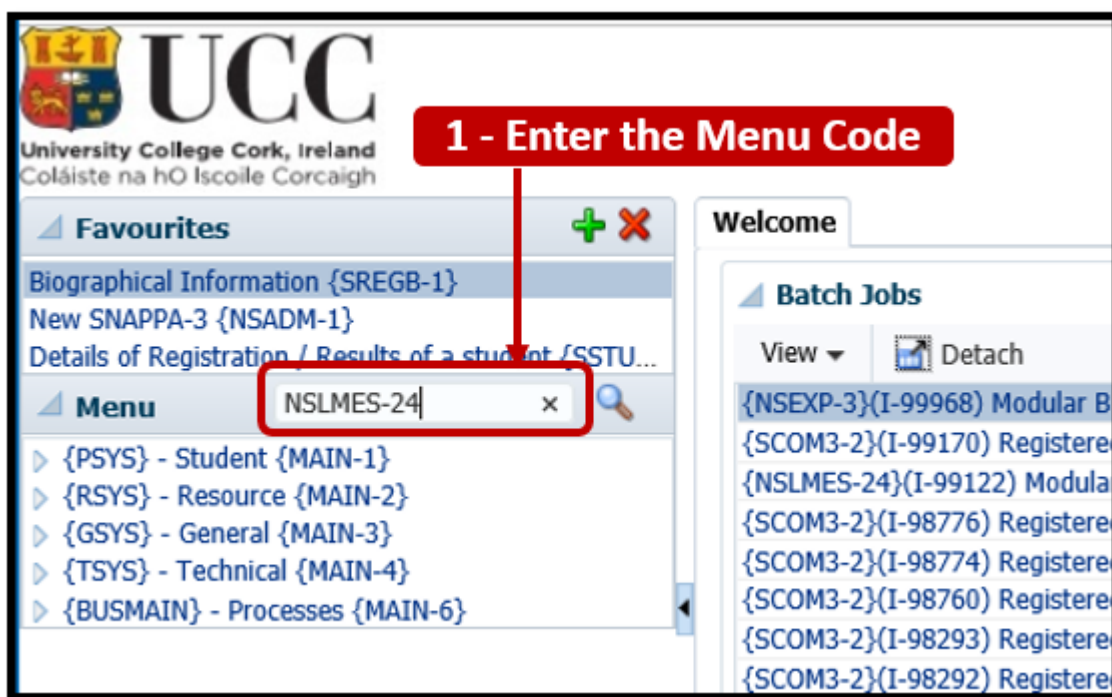 UCC
University College Cork, Ireland
Coláiste na hO Iscoile Corcaigh
1 - Enter the Menu Code
Favourites
Biographical Information {SREGB-1}
New SNAPPA-3 {NSADM-1}
Details of Registration / Results of a student {SSTU...
Menu
NSLMES-24
{PSYS} - Student {MAIN-1}
{RSYS} - Resource {MAIN-2}
{GSYS} - General {MAIN-3}
{TSYS} - Technical {MAIN-4}
{BUSMAIN} - Processes {MAIN-6}
Welcome
Batch Jobs
View Detach
{NSEXP-3}(I-99968) Modular B
{SCOM3-2}(I-99170) Registere
{NSLMES-24}(I-99122) Modula
{SCOM3-2}(I-98776) Registere
{SCOM3-2}(I-98774) Registere
{SCOM3-2}(I-98760) Registere
{SCOM3-2}(I-98293) Registere
{SCOM3-2}(I-98292) Registere